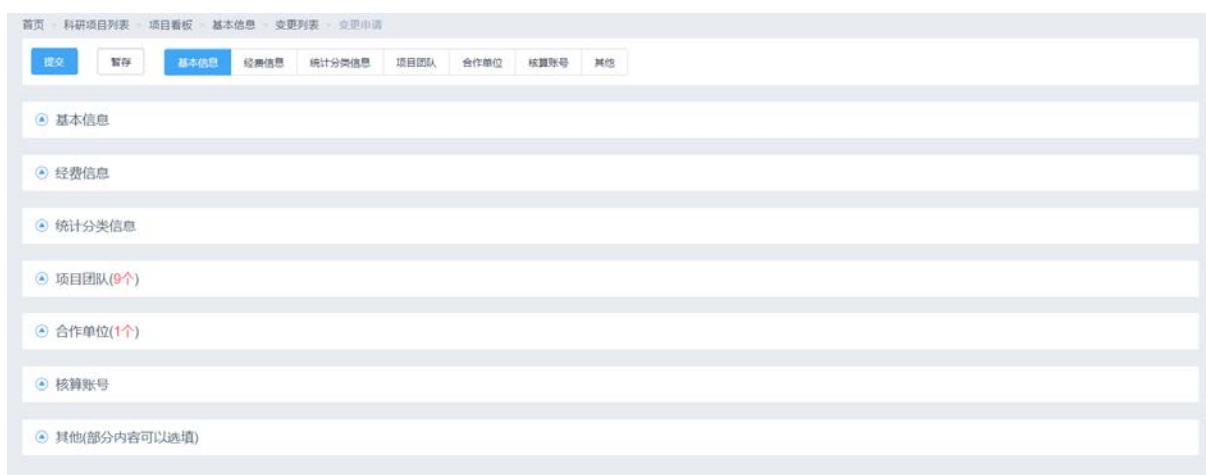 首页 科研项目列表 项目看板 基本信息 变更列表 变更申请
提交 暂存 基本信息 经费信息 统计分类信息 项目团队 合作单位 核算账号 其他
基本信息
经费信息
统计分类信息
项目团队(9个)
合作单位(1个)
核算账号
其他(部分内容可以选填)